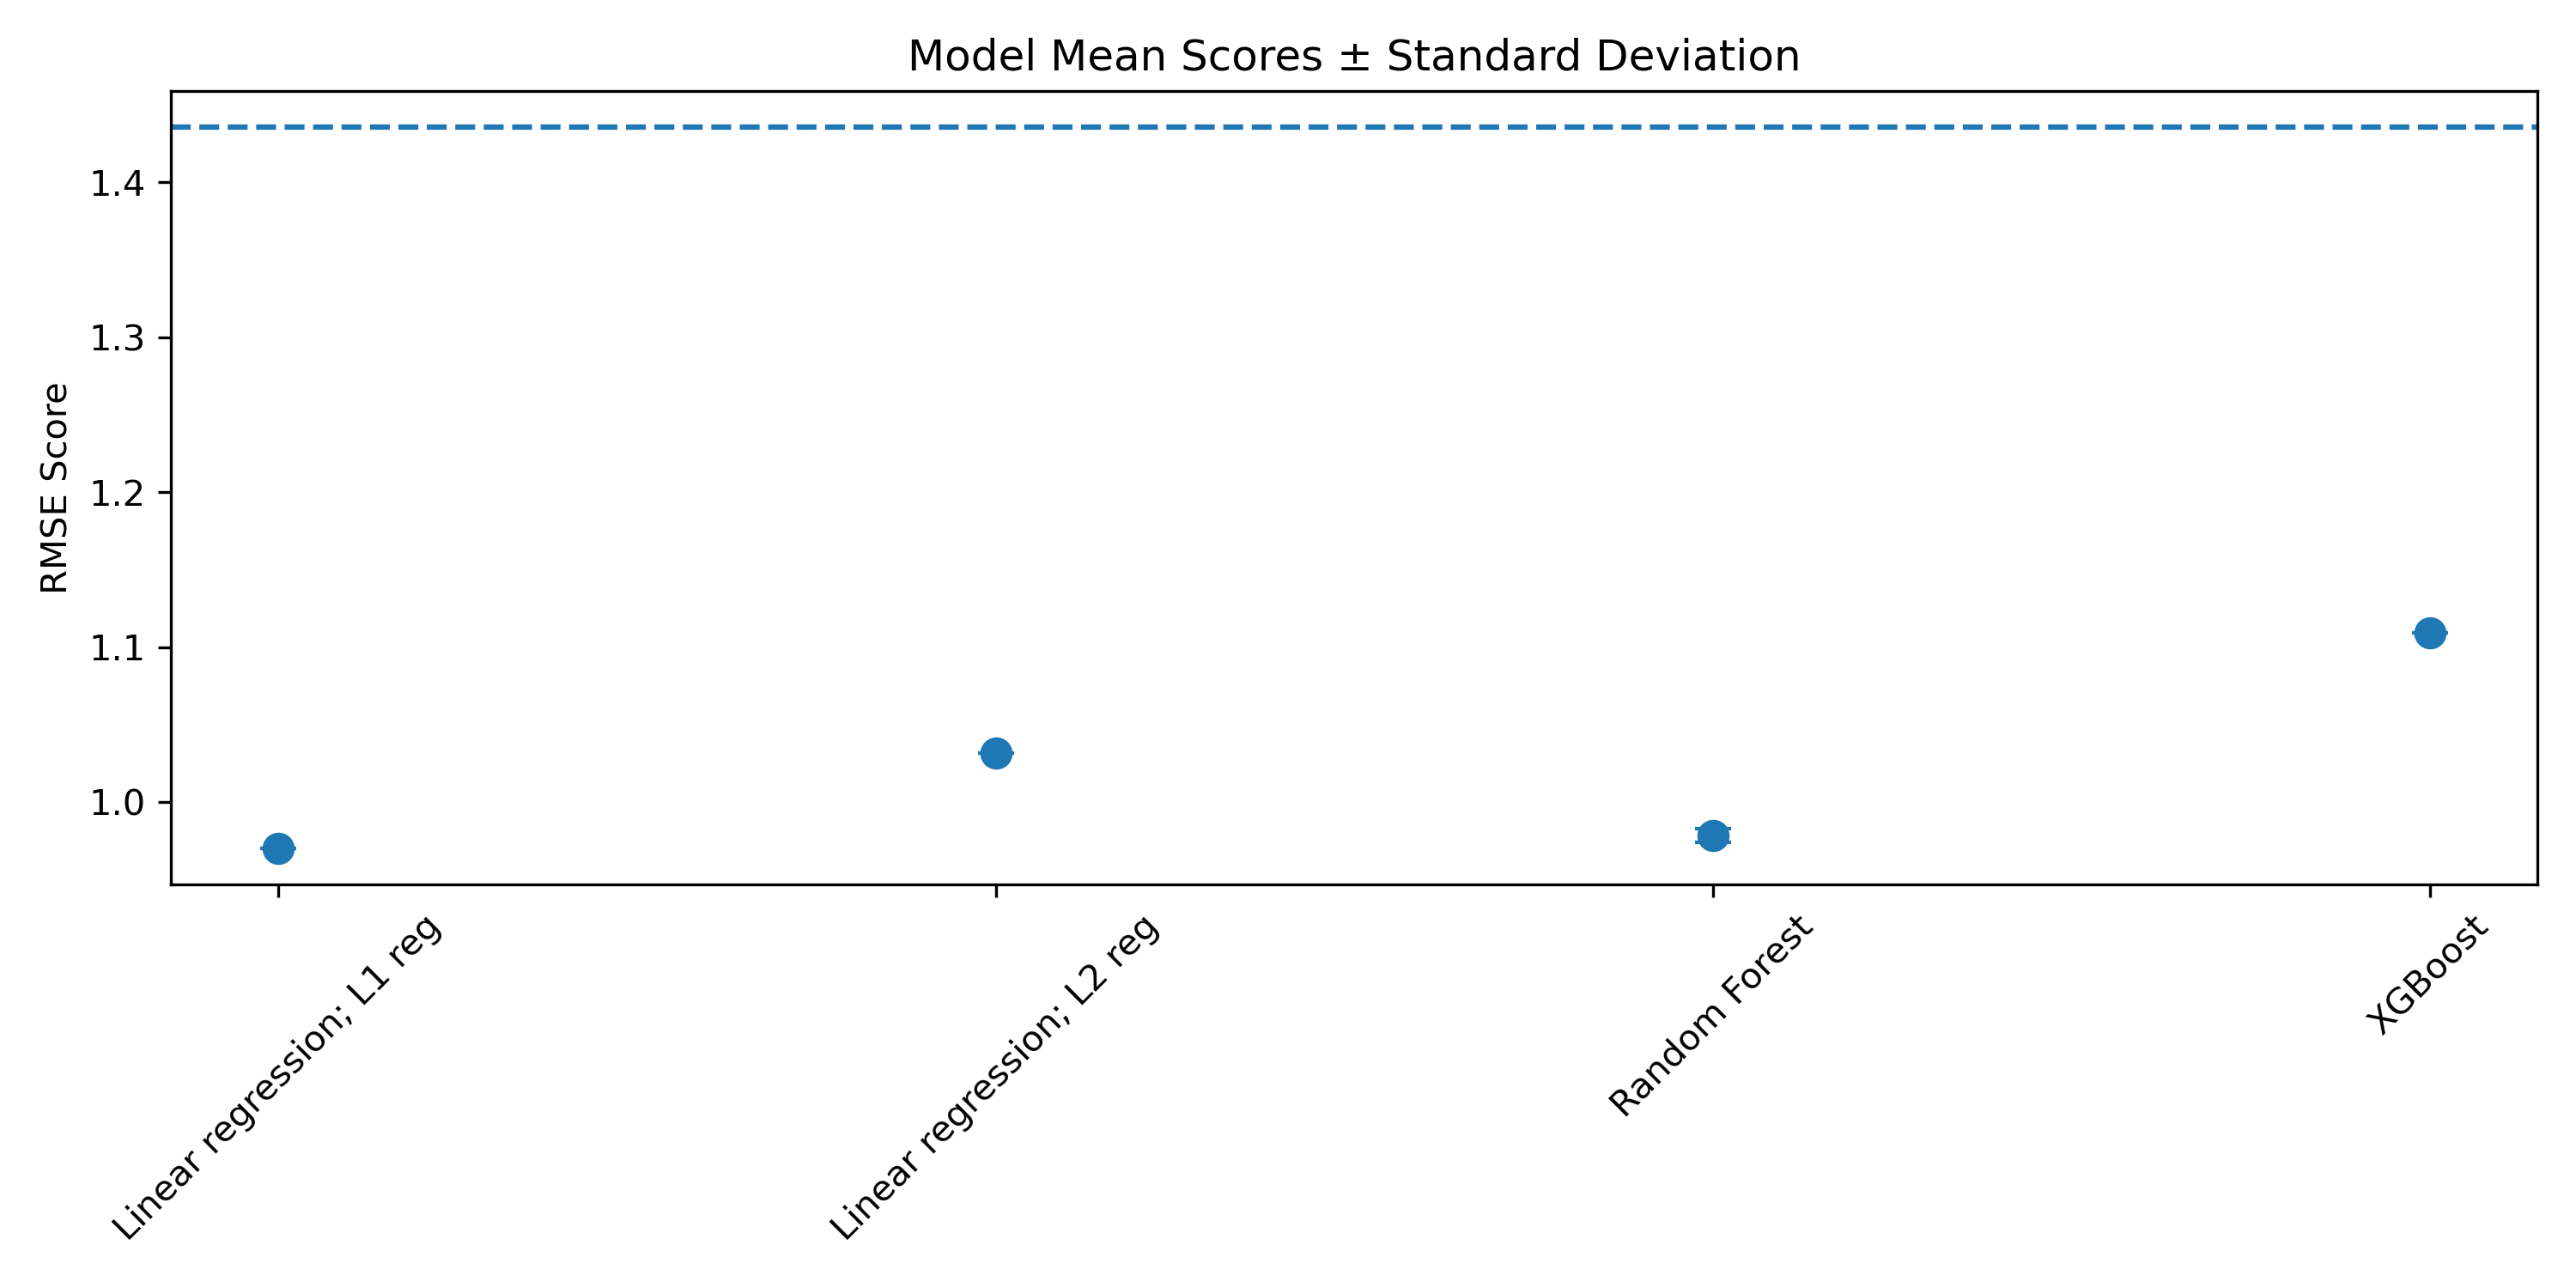 Model Mean Scores ± Standard Deviation
RMSE Score
1.4
1.3
1.2
1.1
1.0
Linear regression; L1 reg
Linear regression; L2 reg
Random Forest
XGBoost